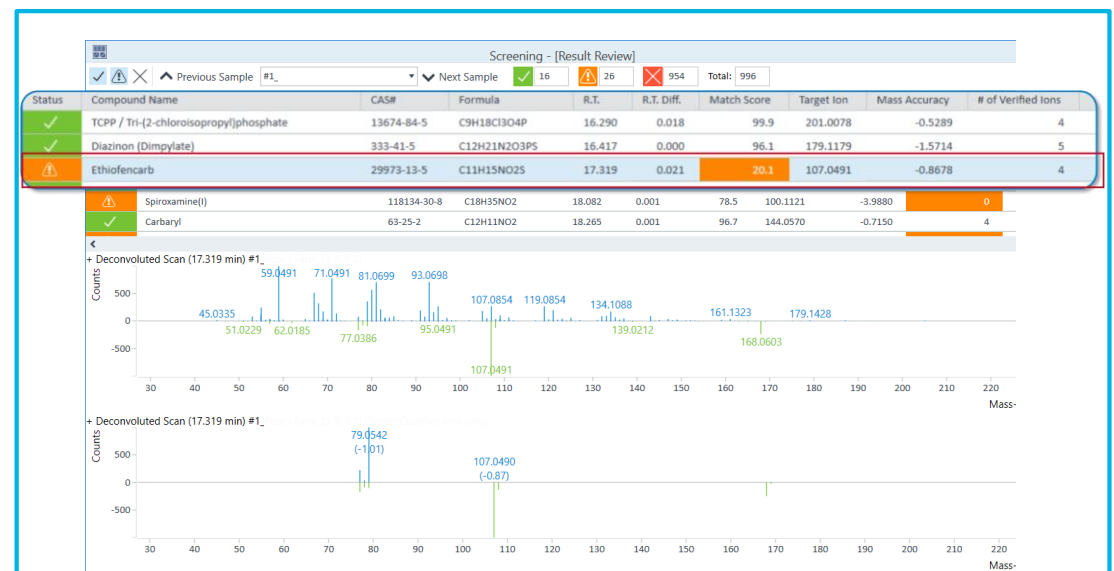 Screening - [Result Review]
Previous Sample #1_ Next Sample 16 26 954 Total: 996
Status Compound Name CAS# Formula R.T. R.T. Diff. Match Score Target Ion Mass Accuracy # of Verified Ions
TCPP / Tri-(2-chloroisopropyl)phosphate 13674-84-5 C9H18Cl3O4P 16.290 0.018 99.9 201.0078 -0.5289 4
Diazinon (Dimpylate) 333-41-5 C12H21N2O3PS 16.417 0.000 96.1 179.1179 -1.5714 5
Ethiofencarb 29973-13-5 C11H15NO2S 17.319 0.021 20.1 107.0491 -0.8678 4
Spiroxamine(I) 118134-30-8 C18H35NO2 18.082 0.001 78.5 100.1121 -3.9880 0
Carbaryl 63-25-2 C12H11NO2 18.265 0.001 96.7 144.0570 -0.7150 4
+ Deconvoluted Scan (17.319 min) #1_
Counts
59.0491 71.0491 81.0699 93.0698
107.0854 119.0854 134.1088
45.0335 161.1323 179.1428
500
0
51.0229 62.0185 77.0386 95.0491 139.0212
168.0603
-500
107.0491
30 40 50 60 70 80 90 100 110 120 130 140 150 160 170 180 190 200 210 220
Mass-
+ Deconvoluted Scan (17.319 min) #1_
Counts
79.0542
(-1.01)
107.0490
(-0.87)
500
0
-500
30 40 50 60 70 80 90 100 110 120 130 140 150 160 170 180 190 200 210 220
Mass-